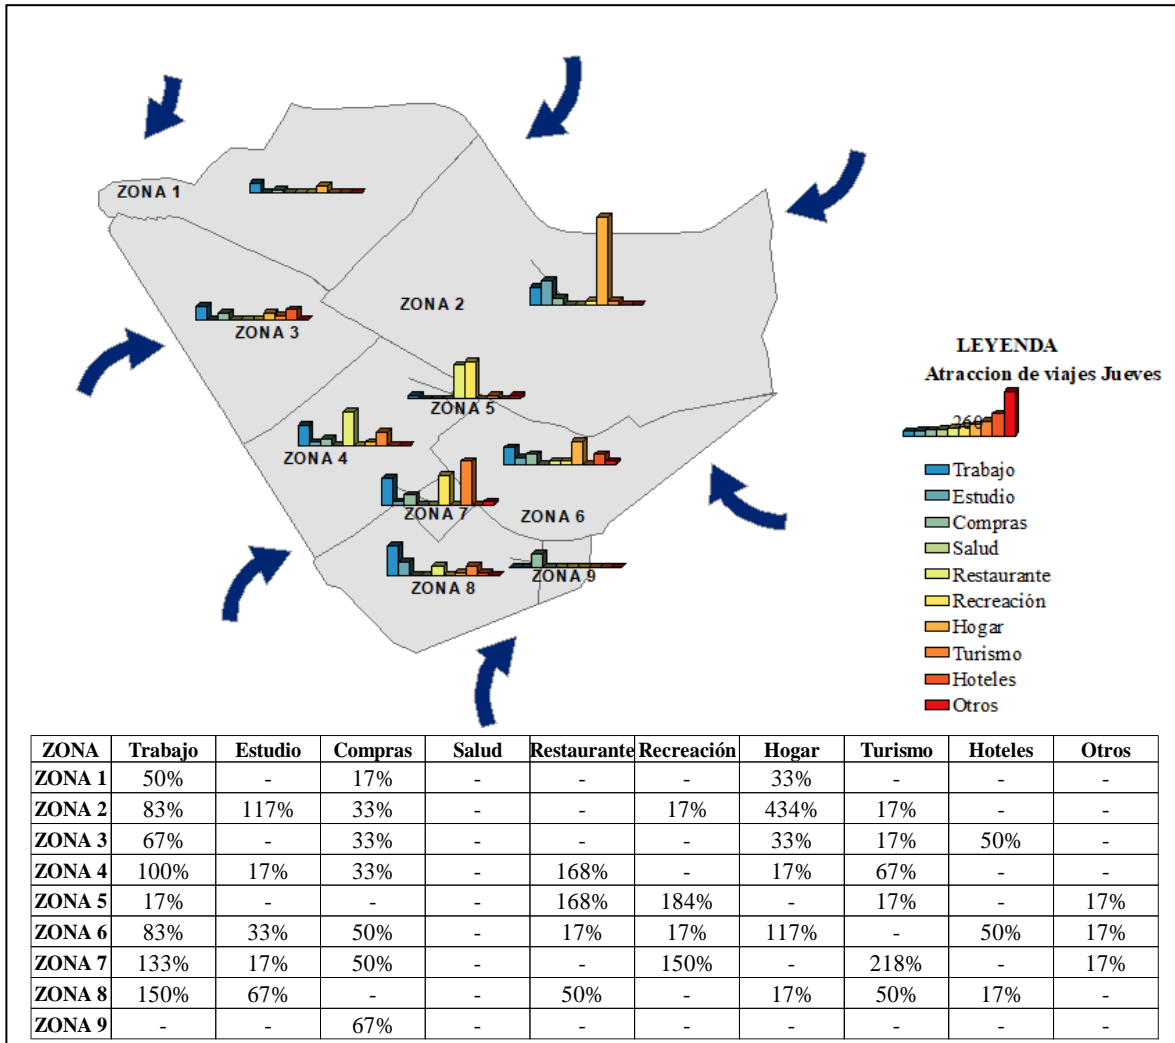 ZONA 1
ZONA 2
ZONA 3
ZONA 5
ZONA 4
ZONA 7
ZONA 6
ZONA 8
ZONA 9
LEYENDA
Atraccion de viajes Jueves
260
Trabajo
Estudio
Compras
Salud
Restaurante
Recreación
Hogar
Turismo
Hoteles
Otros
ZONA Trabajo Estudio Compras Salud Restaurante Recreación Hogar Turismo Hoteles Otros
ZONA 1 50% - 17% - - - 33% - - -
ZONA 2 83% 117% 33% - - 17% 434% 17% - -
ZONA 3 67% - 33% - - - 33% 17% 50% -
ZONA 4 100% 17% 33% - 168% - 17% 67% - -
ZONA 5 17% - - - 168% 184% - 17% - 17%
ZONA 6 83% 33% 50% - 17% 17% 117% - 50% 17%
ZONA 7 133% 17% 50% - - 150% - 218% - 17%
ZONA 8 150% 67% - - 50% - 17% 50% 17% -
ZONA 9 - - 67% - - - - - - -